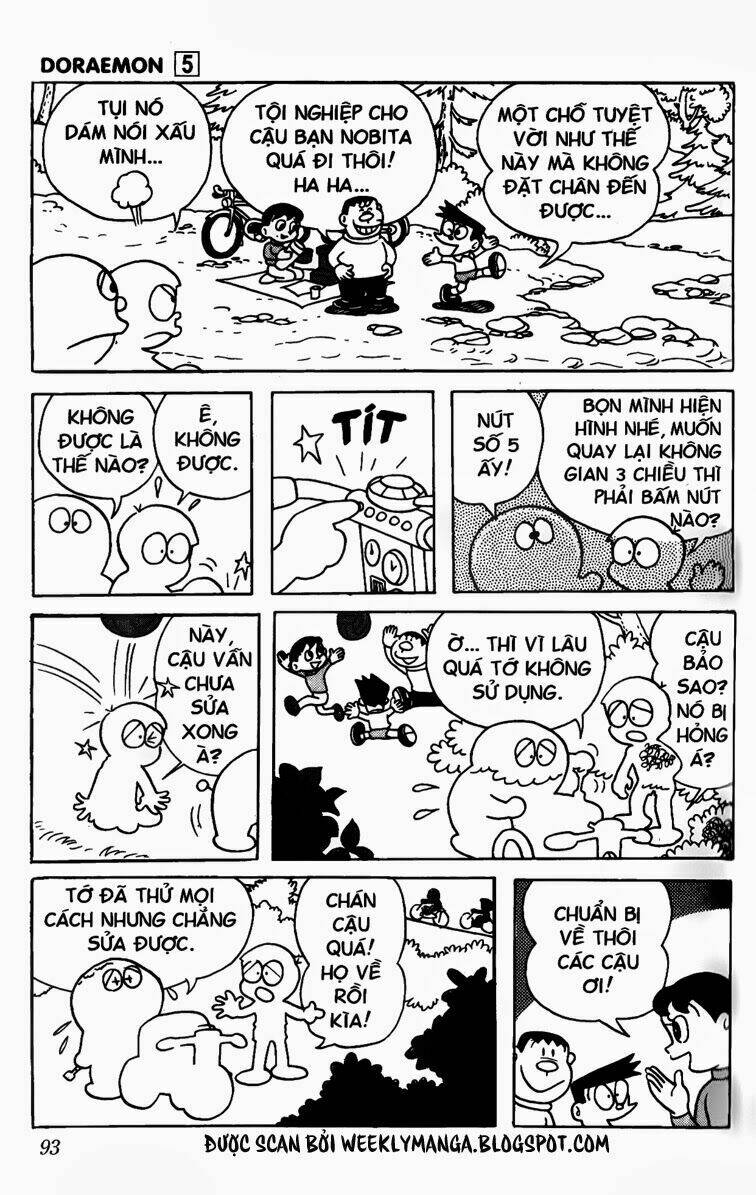 DORAEMON 5
TỤI NÓ
DÁM NÓI XẤU
MÌNH...
TỘI NGHIỆP CHO
CẬU BẠN NOBITA
QUÁ ĐI THÔI!
HA HA...
MỘT CHỖ TUYỆT
VỜI NHƯ THẾ
NÀY MÀ KHÔNG
ĐẶT CHÂN ĐẾN
ĐƯỢC...
KHÔNG
ĐƯỢC LÀ
THẾ NÀO?
Ê,
KHÔNG
ĐƯỢC.
TÍT
NÚT
SỐ 5
ẤY!
BỌN MÌNH HIỆN
HÌNH NHÉ, MUỐN
QUAY LẠI KHÔNG
GIAN 3 CHIỀU THÌ
PHẢI BẤM NÚT
NÀO?
NÀY,
CẬU VẪN
CHƯA
SỬA
XONG
À?
Ờ... THÌ VÌ LÂU
QUÁ TỚ KHÔNG
SỬ DỤNG.
CẬU
BẢO
SAO?
NÓ BỊ
HỎNG
Á?
TỚ ĐÃ THỬ MỌI
CÁCH NHƯNG CHẲNG
SỬA ĐƯỢC.
CHÁN
CẬU
QUÁ!
HỌ VỀ
RỒI
KÌA!
CHUẨN BỊ
VỀ THÔI
CÁC CẬU
ƠI!
93
ĐƯỢC SCAN BỞI WEEKLYMANGA.BLOGSPOT.COM